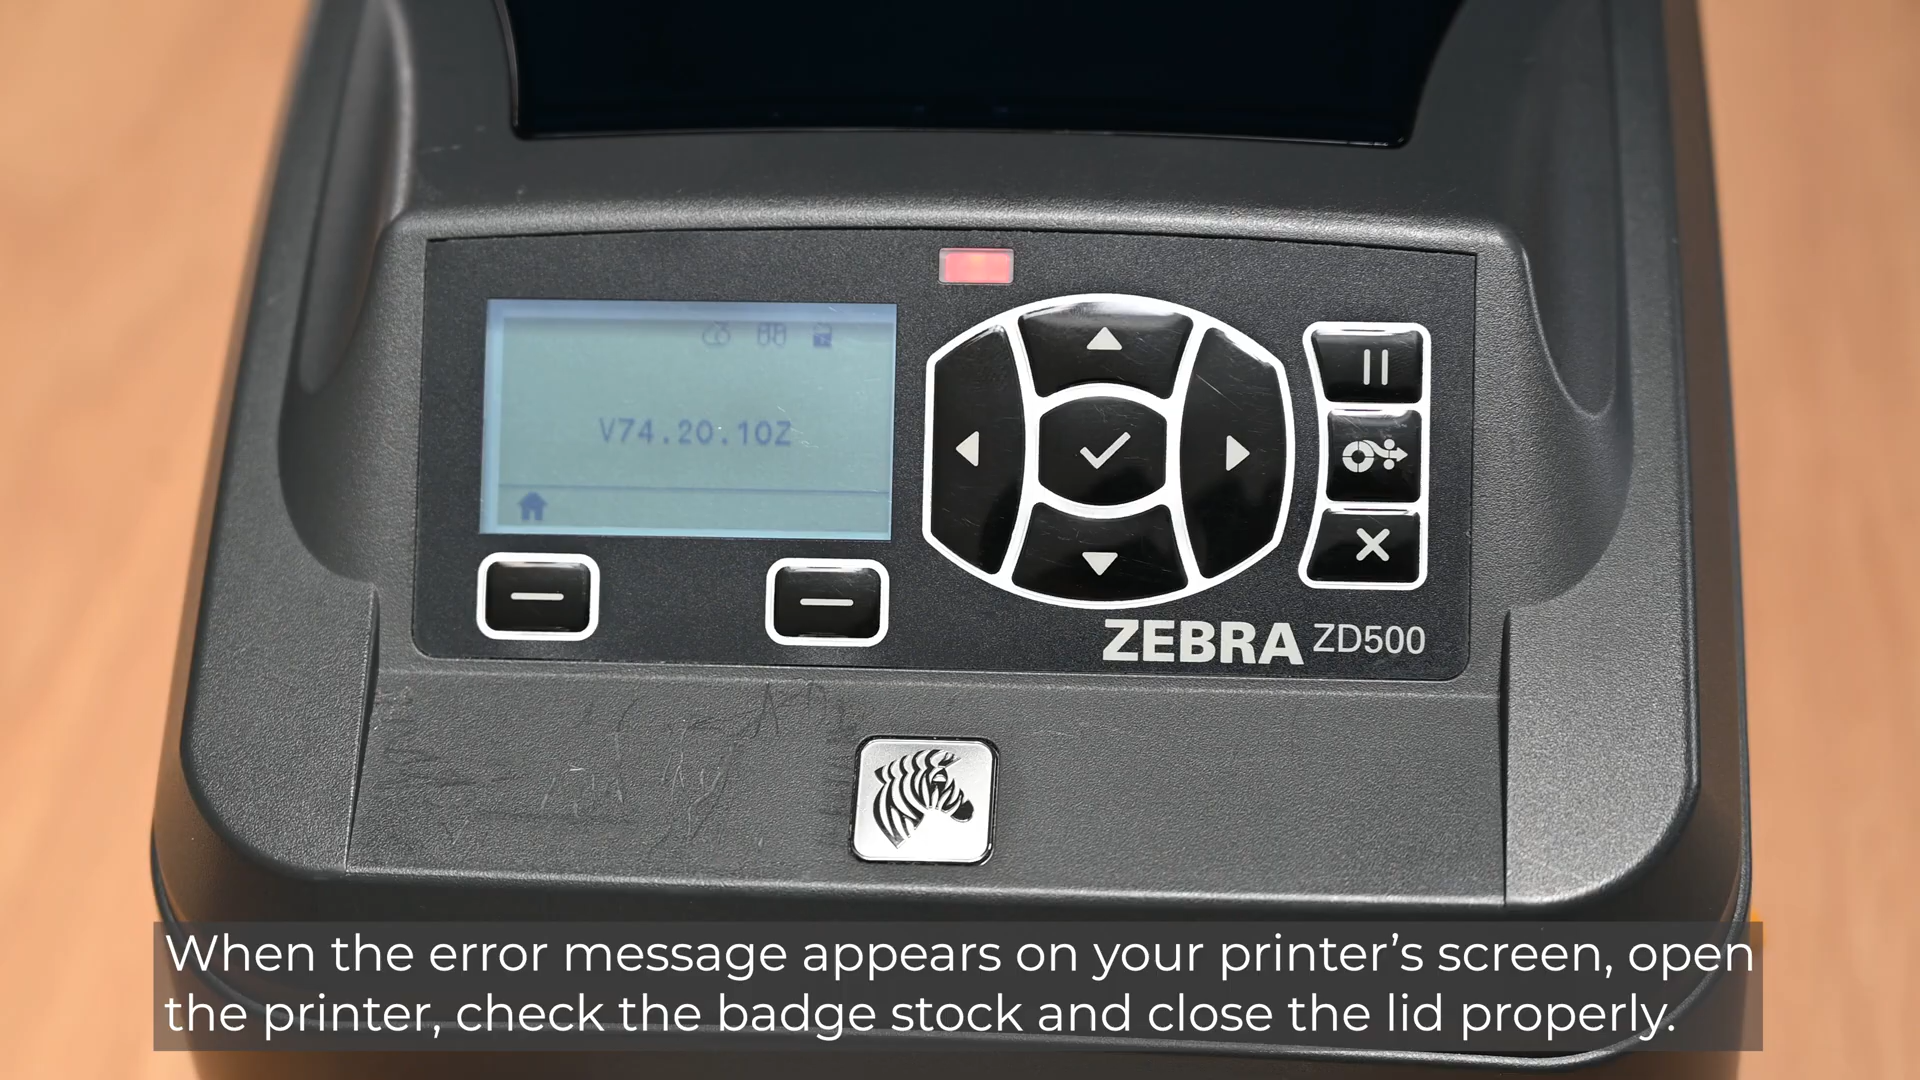 V74.20.10Z
ZEBRA ZD500
When the error message appears on your printer's screen, open
the printer, check the badge stock and close the lid properly.